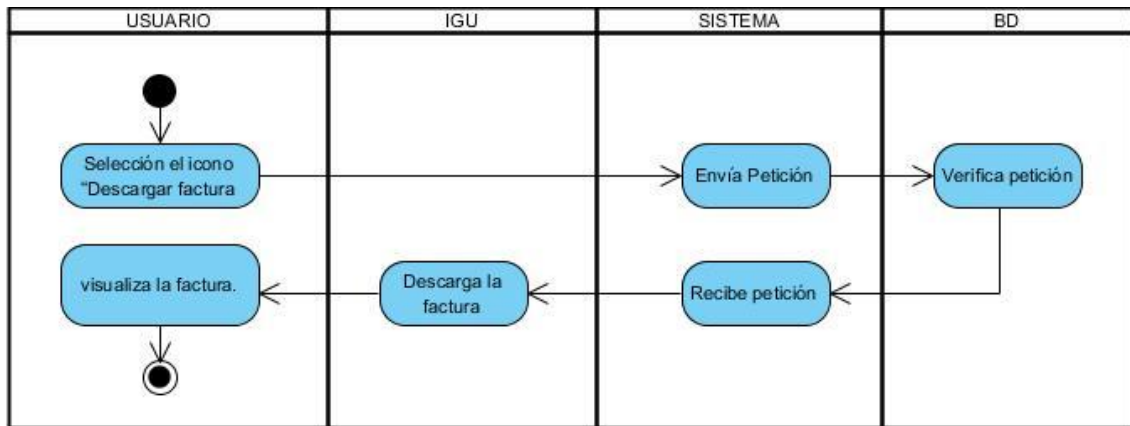 USUARIO
IGU
SISTEMA
BD
Selección el icono
"Descargar factura
Envía Petición
Verifica petición
visualiza la factura.
Descarga la
factura
Recibe petición